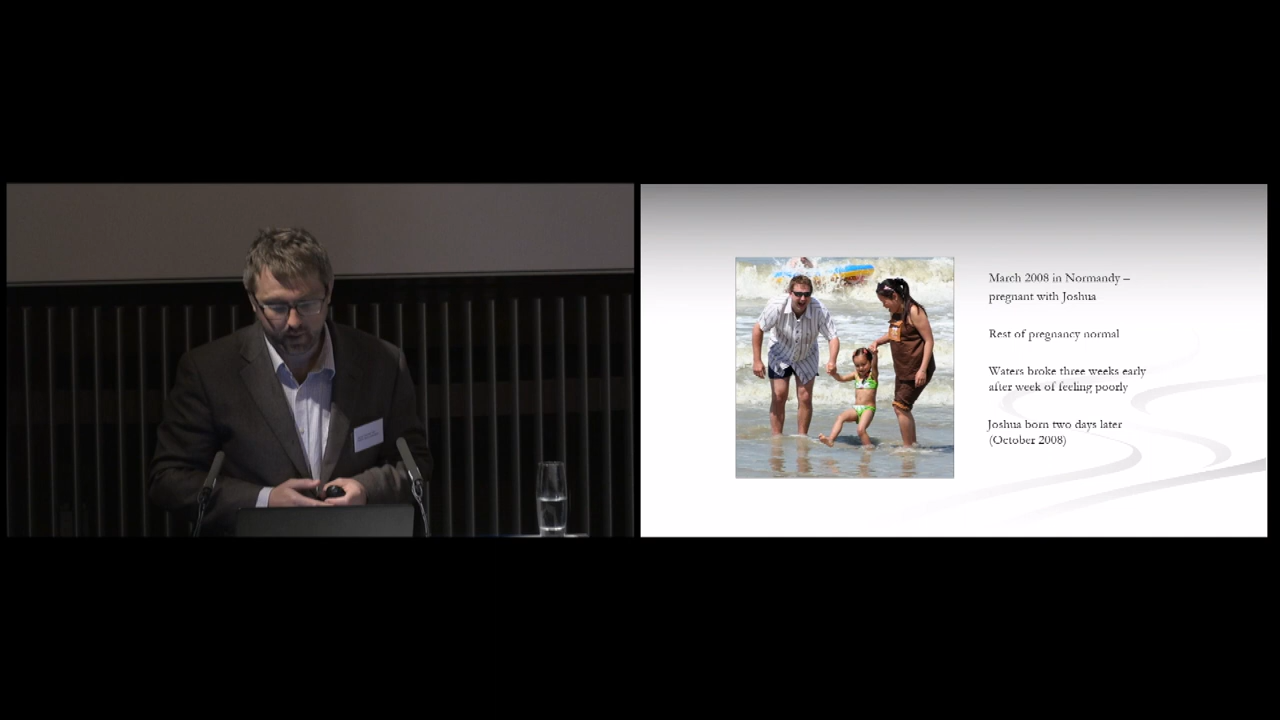 March 2008 in Normandy –
pregnant with Joshua
Rest of pregnancy normal
Waters broke three weeks early
after week of feeling poorly
Joshua born two days later
(October 2008)